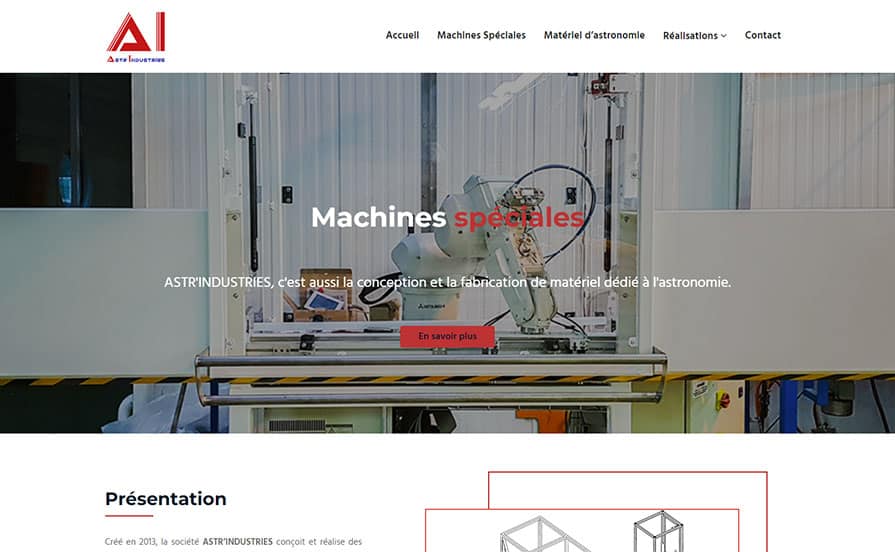 AI
ASTR INDUSTRIES
Accueil Machines Spéciales Matériel d'astronomie Réalisations Contact
Machines spéciales
ASTR'INDUSTRIES, c'est aussi la conception et la fabrication de matériel dédié à l'astronomie.
MITSUBISHI
En savoir plus
Présentation
Créé en 2013, la société ASTR'INDUSTRIES conçoit et réalise des